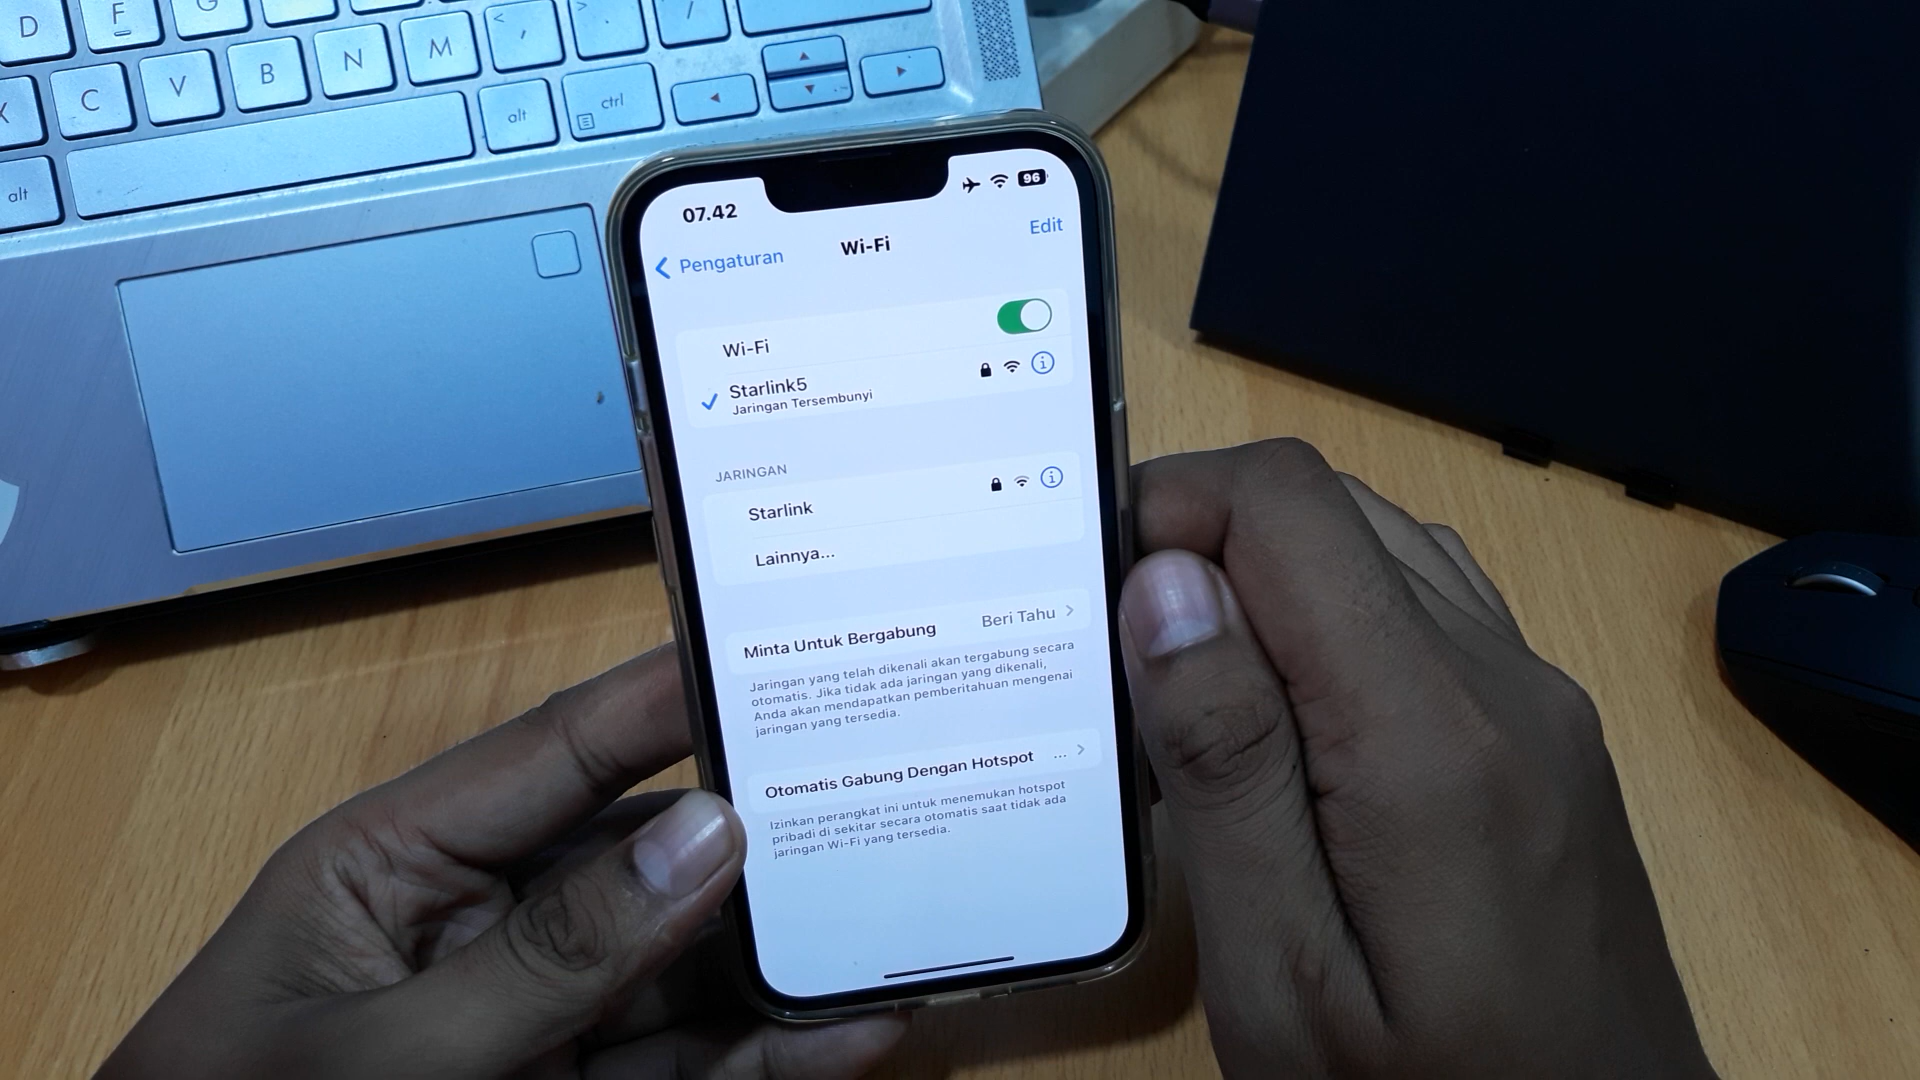 D F G
X C V B N M < , > . /
alt alt ctrl
07.42 96
Pengaturan Wi-Fi Edit
Wi-Fi
Starlink5
Jaringan Tersembunyi
JARINGAN
Starlink
Lainnya...
Minta Untuk Bergabung Beri Tahu
Jaringan yang telah dikenali akan tergabung secara
otomatis. Jika tidak ada jaringan yang dikenali,
Anda akan mendapatkan pemberitahuan mengenai
jaringan yang tersedia.
Otomatis Gabung Dengan Hotspot ...
Izinkan perangkat ini untuk menemukan hotspot
pribadi di sekitar secara otomatis saat tidak ada
jaringan Wi-Fi yang tersedia.